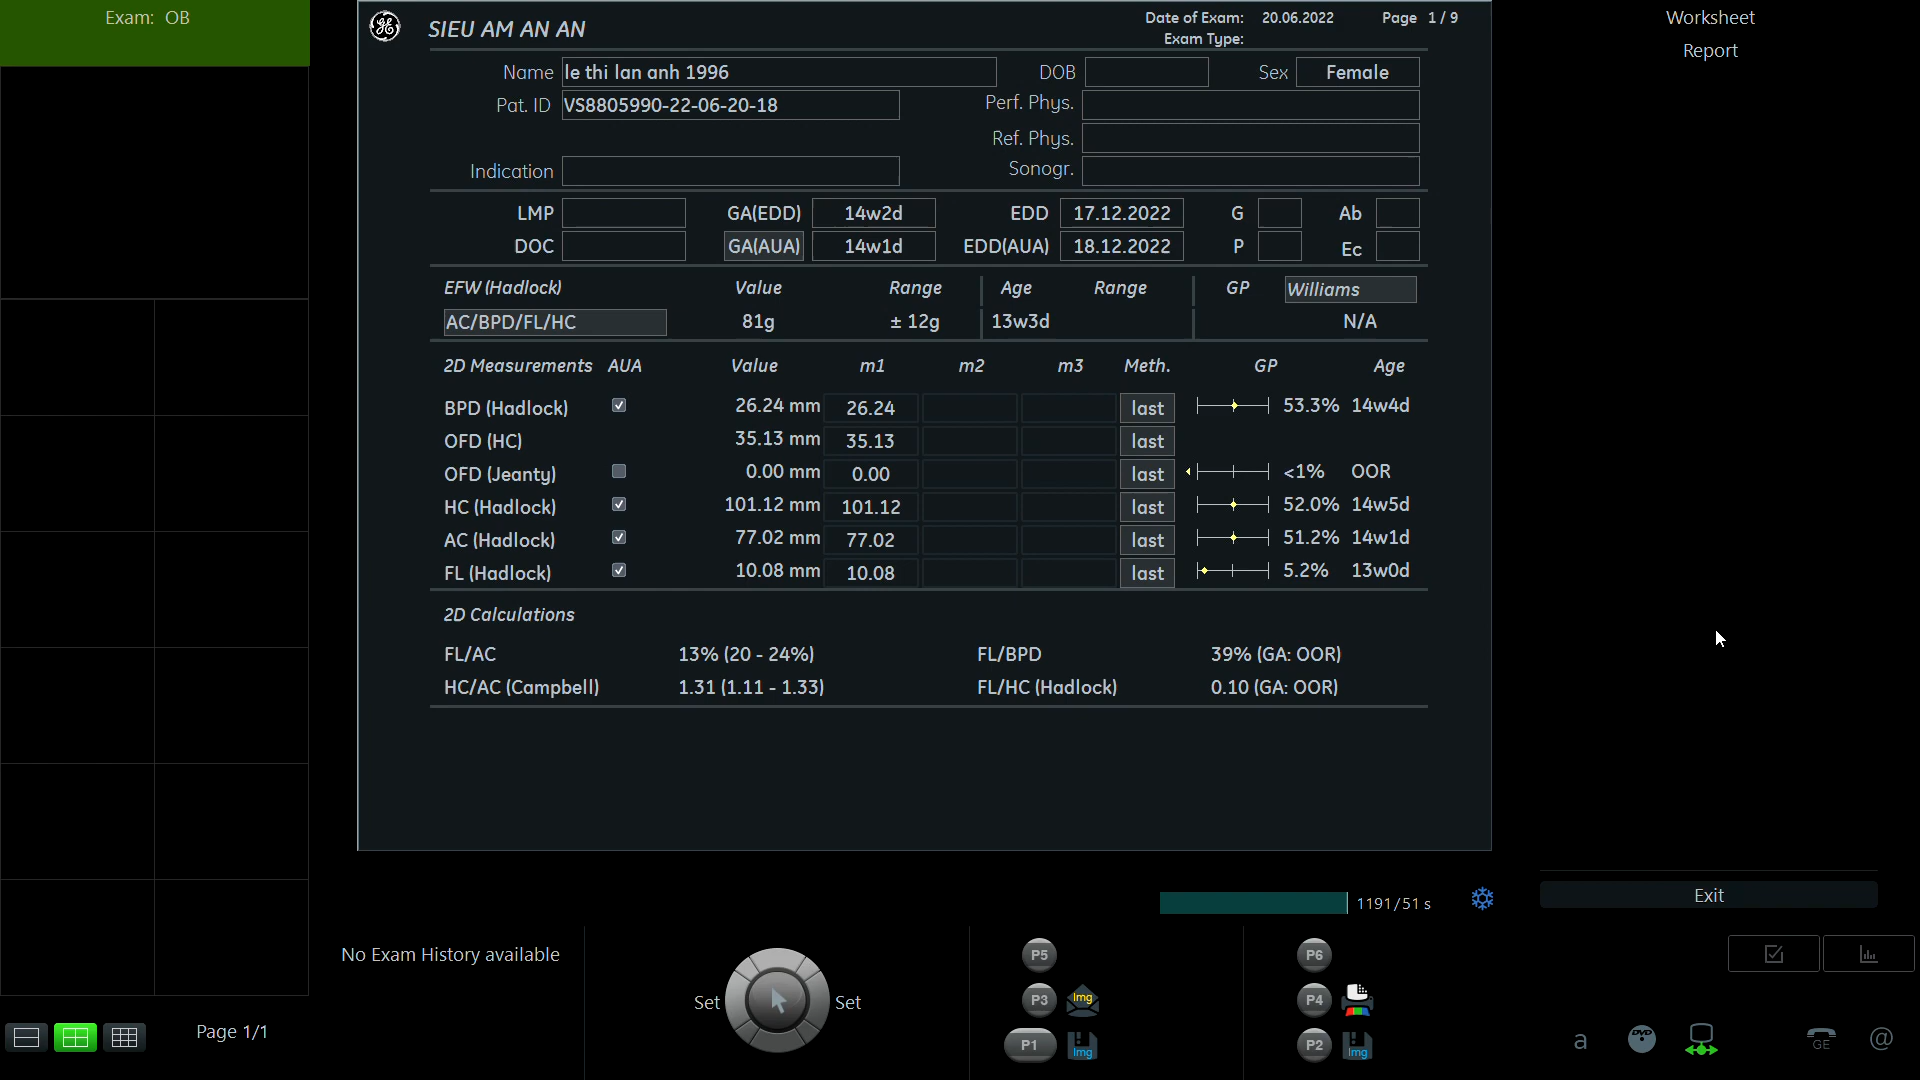 Exam: OB
SIEU AM AN AN
Date of Exam: 20.06.2022 Page 1 / 9
Exam Type:
Name le thi lan anh 1996 DOB Sex Female
Pat. ID VS8805990-22-06-20-18 Perf. Phys.
Ref. Phys.
Indication Sonogr.
LMP GA(EDD) 14w2d EDD 17.12.2022 G Ab
DOC GA(AUA) 14w1d EDD(AUA) 18.12.2022 P Ec
EFW (Hadlock) Value Range Age Range GP Williams
AC/BPD/FL/HC 81g ± 12g 13w3d N/A
2D Measurements AUA Value m1 m2 m3 Meth. GP Age
BPD (Hadlock) 26.24 mm 26.24 last 53.3% 14w4d
OFD (HC) 35.13 mm 35.13 last
OFD (Jeanty) 0.00 mm 0.00 last <1% OOR
HC (Hadlock) 101.12 mm 101.12 last 52.0% 14w5d
AC (Hadlock) 77.02 mm 77.02 last 51.2% 14w1d
FL (Hadlock) 10.08 mm 10.08 last 5.2% 13w0d
2D Calculations
FL/AC 13% (20 - 24%) FL/BPD 39% (GA: OOR)
HC/AC (Campbell) 1.31 (1.11 - 1.33) FL/HC (Hadlock) 0.10 (GA: OOR)
Worksheet
Report
1191/51 s
Exit
No Exam History available
Set Set
P5
P3 Img
P1 Img
P6
P4
P2 Img
Page 1/1
a DVD GE @